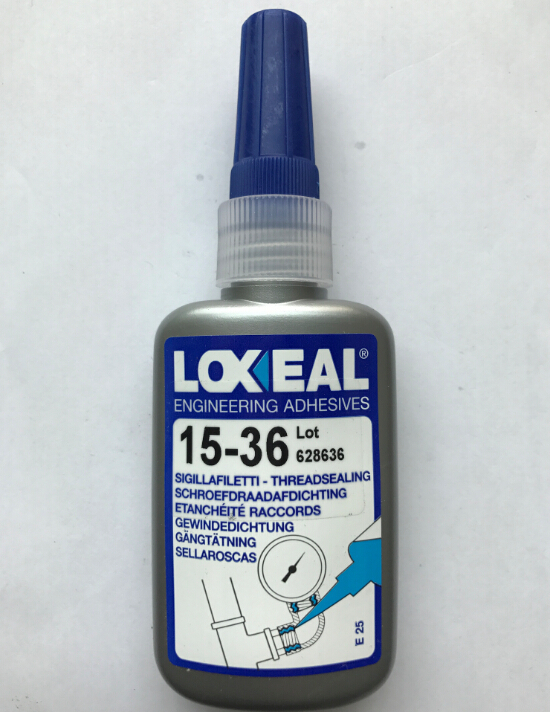 LOXEAL®
ENGINEERING ADHESIVES
15-36 Lot 628636
SIGILLAFILETTI - THREADSEALING
SCHROEFDRAADAFDICHTING
ETANCHÉITÉ RACCORDS
GEWINDEDICHTUNG
GÄNGTÄTNING
SELLAROSCAS
E 25